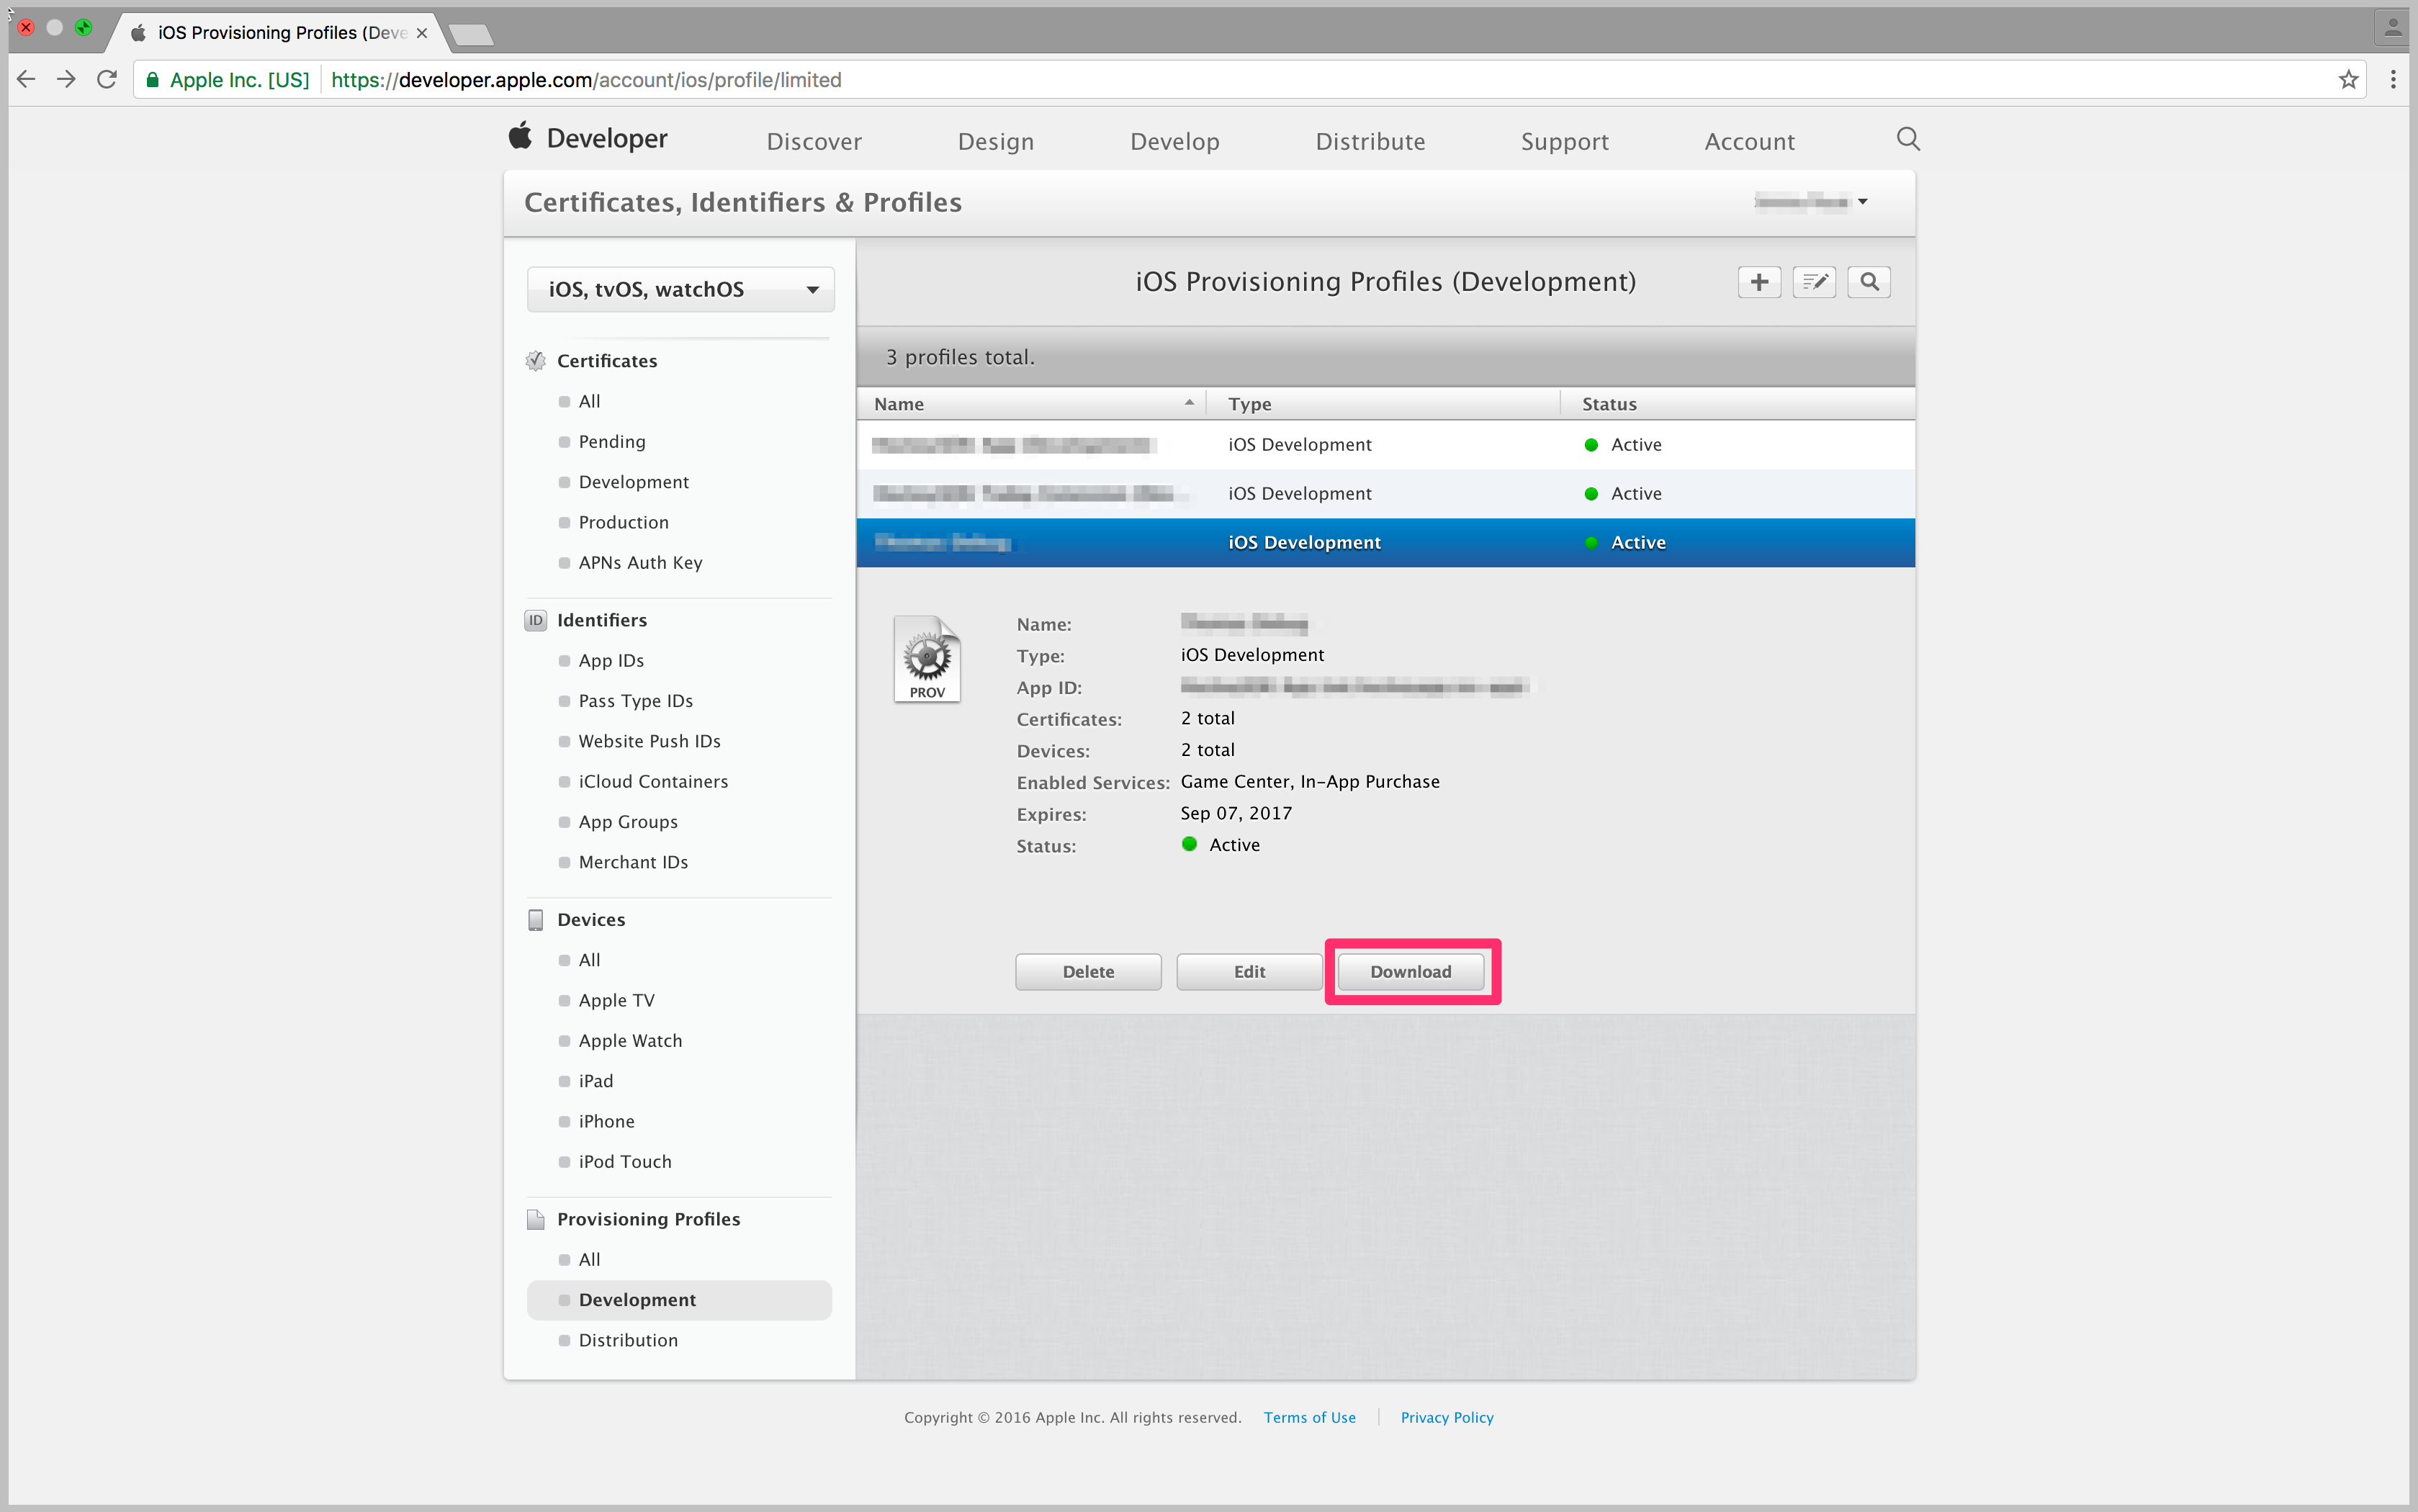 iOS Provisioning Profiles (Deve
Apple Inc. [US] https://developer.apple.com/account/ios/profile/limited
Developer Discover Design Develop Distribute Support Account
Certificates, Identifiers & Profiles
iOS, tvOS, watchOS
Certificates
All
Pending
Development
Production
APNs Auth Key
ID Identifiers
App IDs
Pass Type IDs
Website Push IDs
iCloud Containers
App Groups
Merchant IDs
Devices
All
Apple TV
Apple Watch
iPad
iPhone
iPod Touch
Provisioning Profiles
All
Development
Distribution
iOS Provisioning Profiles (Development)
3 profiles total.
Name Type Status
iOS Development Active
iOS Development Active
iOS Development Active
PROV
Name:
Type: iOS Development
App ID:
Certificates: 2 total
Devices: 2 total
Enabled Services: Game Center, In-App Purchase
Expires: Sep 07, 2017
Status: Active
Delete Edit Download
Copyright © 2016 Apple Inc. All rights reserved. Terms of Use Privacy Policy